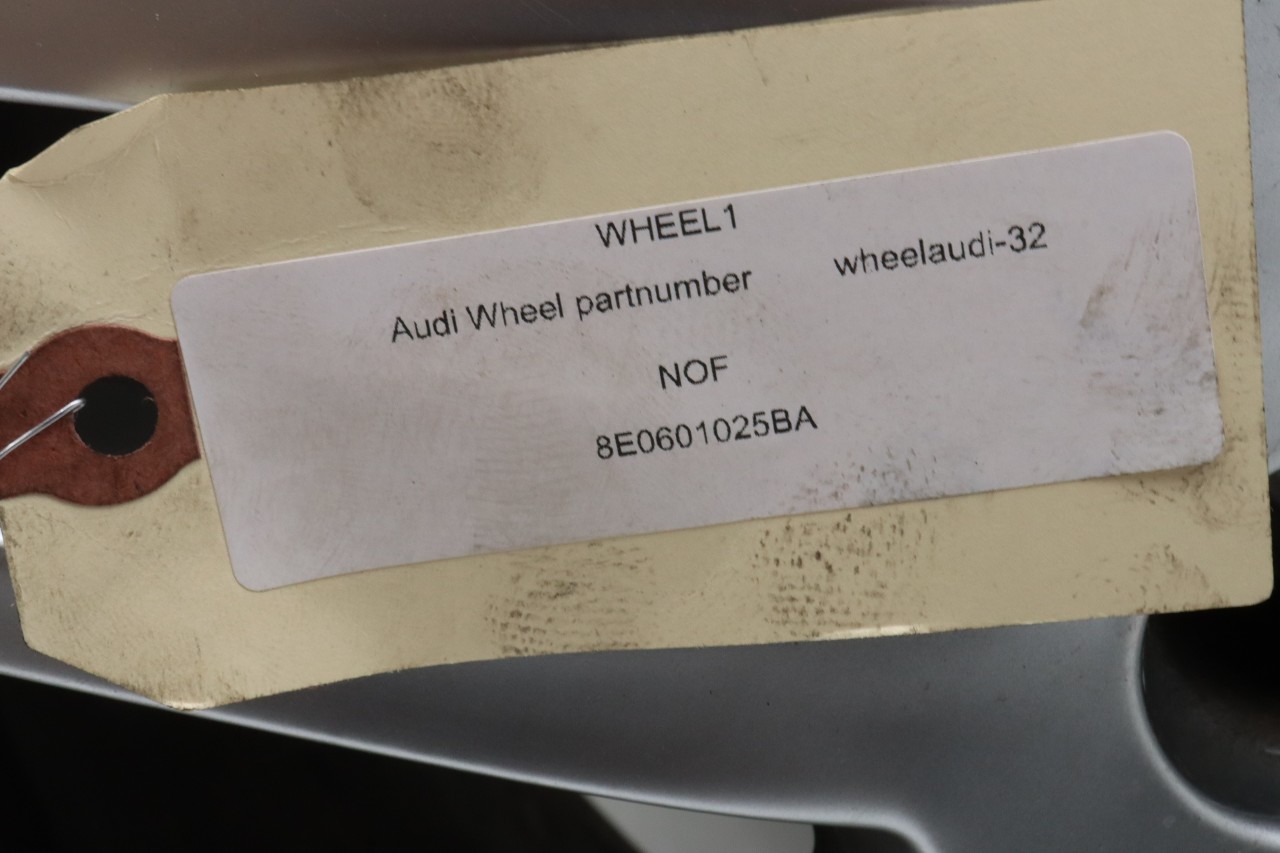 WHEEL1
Audi Wheel partnumber wheelaudi-32
NOF
8E0601025BA